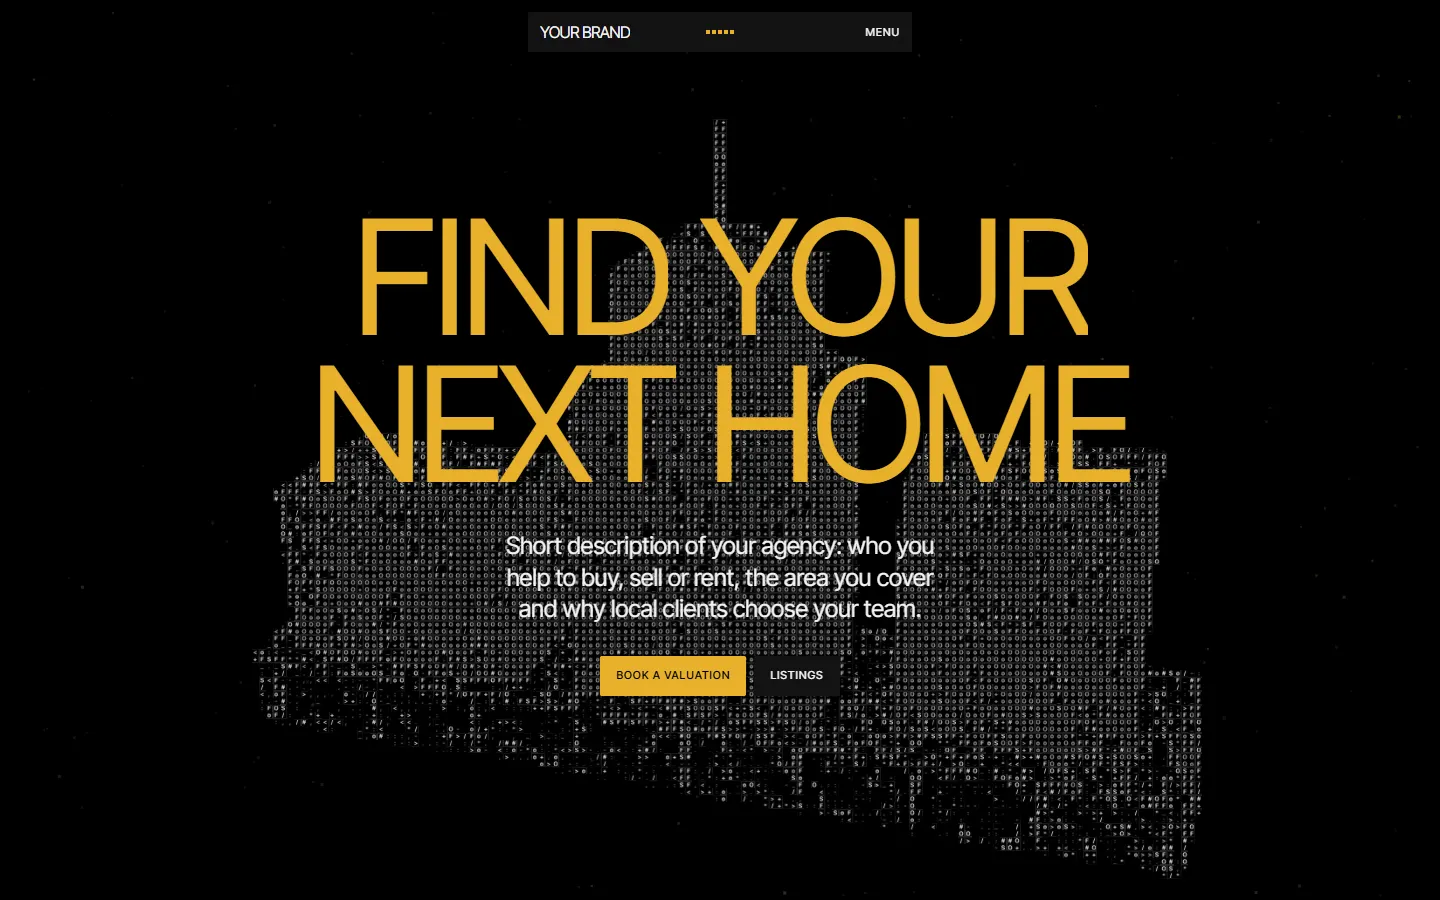 YOUR BRAND
MENU
FIND YOUR
NEXT HOME
Short description of your agency: who you
help to buy, sell or rent, the area you cover
and why local clients choose your team.
BOOK A VALUATION
LISTINGS